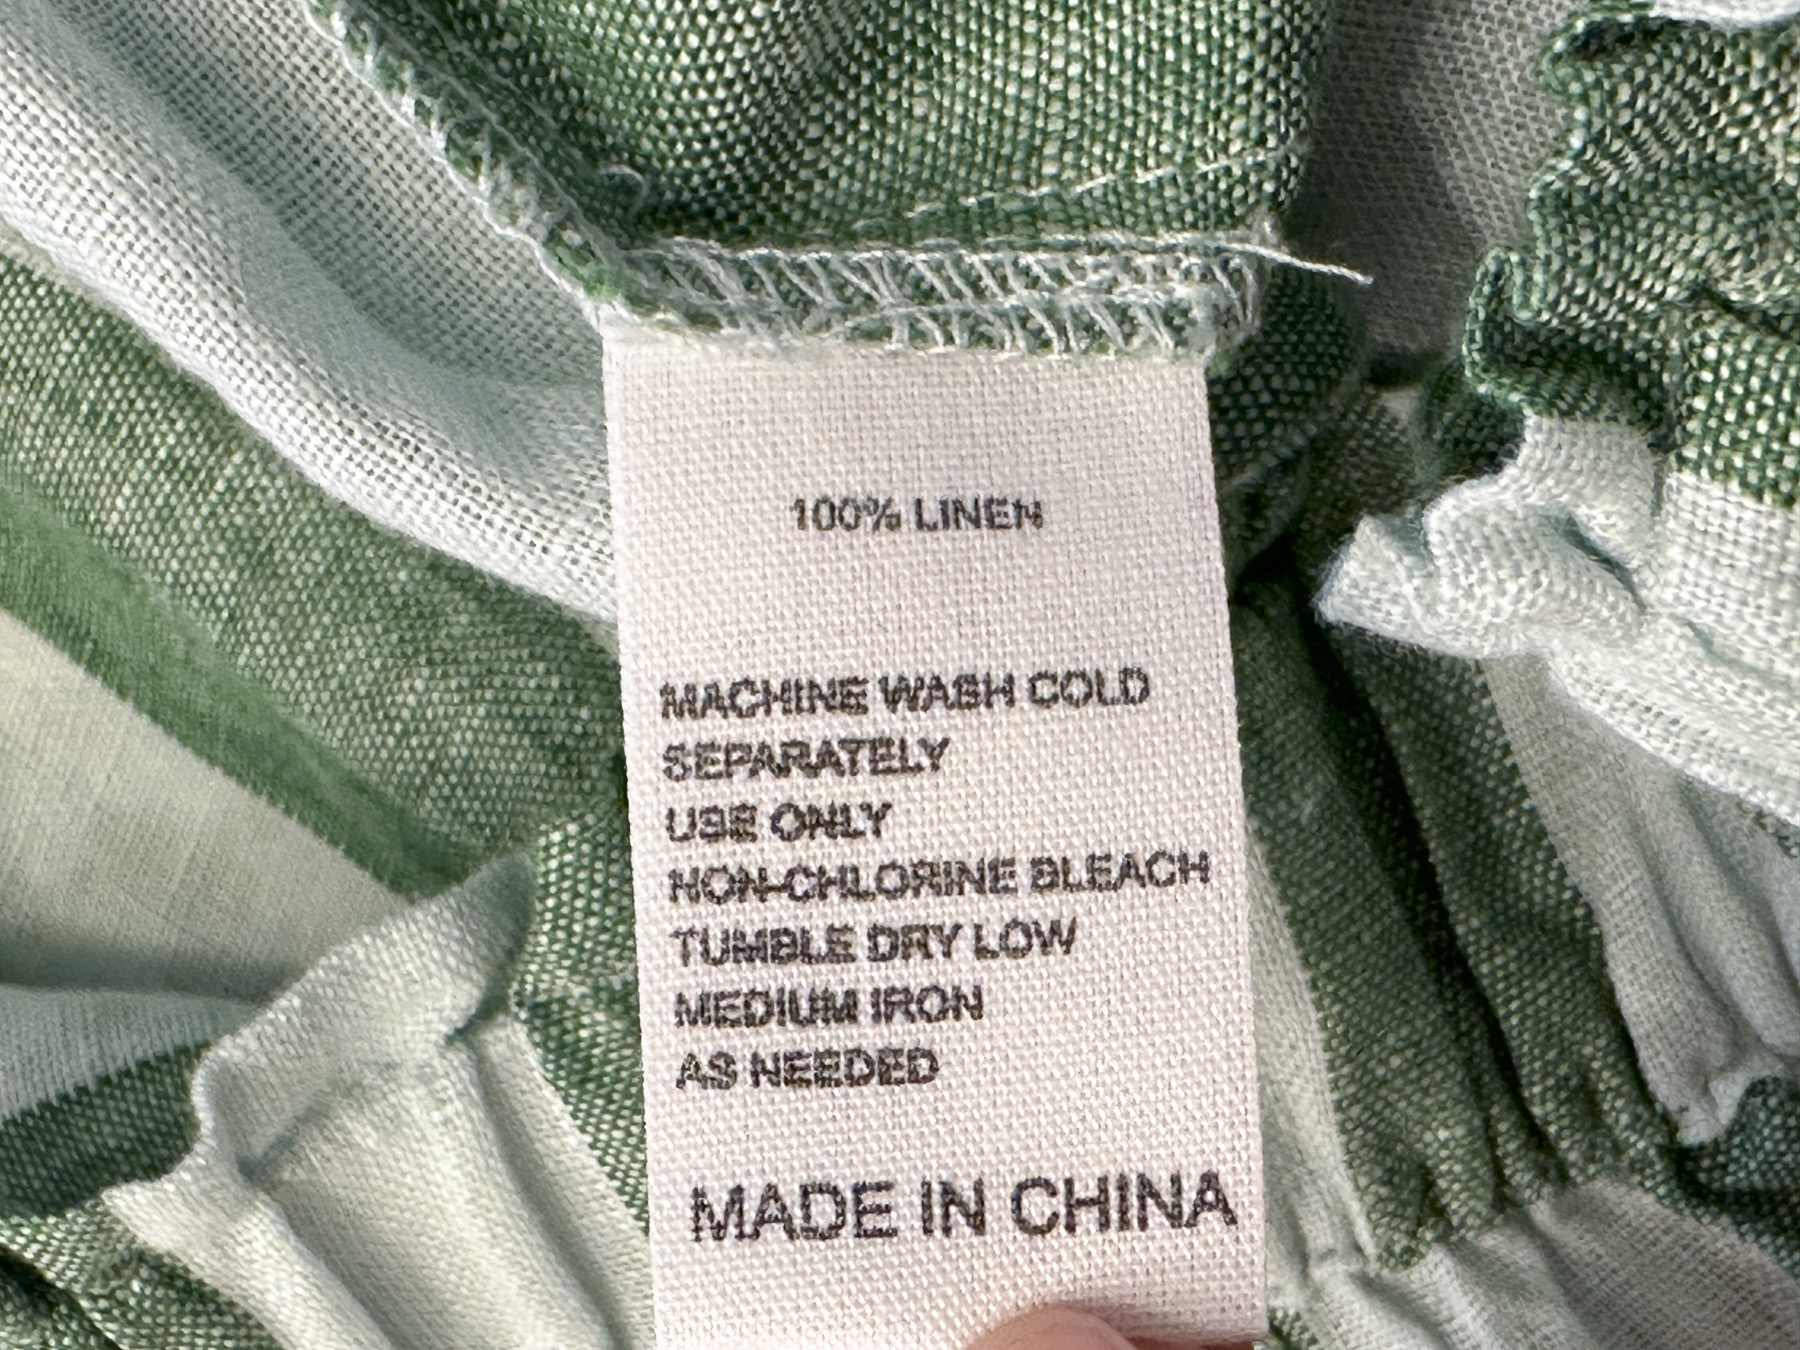 100% LINEN
MACHINE WASH COLD
SEPARATELY
USE ONLY
NON-CHLORINE BLEACH
TUMBLE DRY LOW
MEDIUM IRON
AS NEEDED
MADE IN CHINA